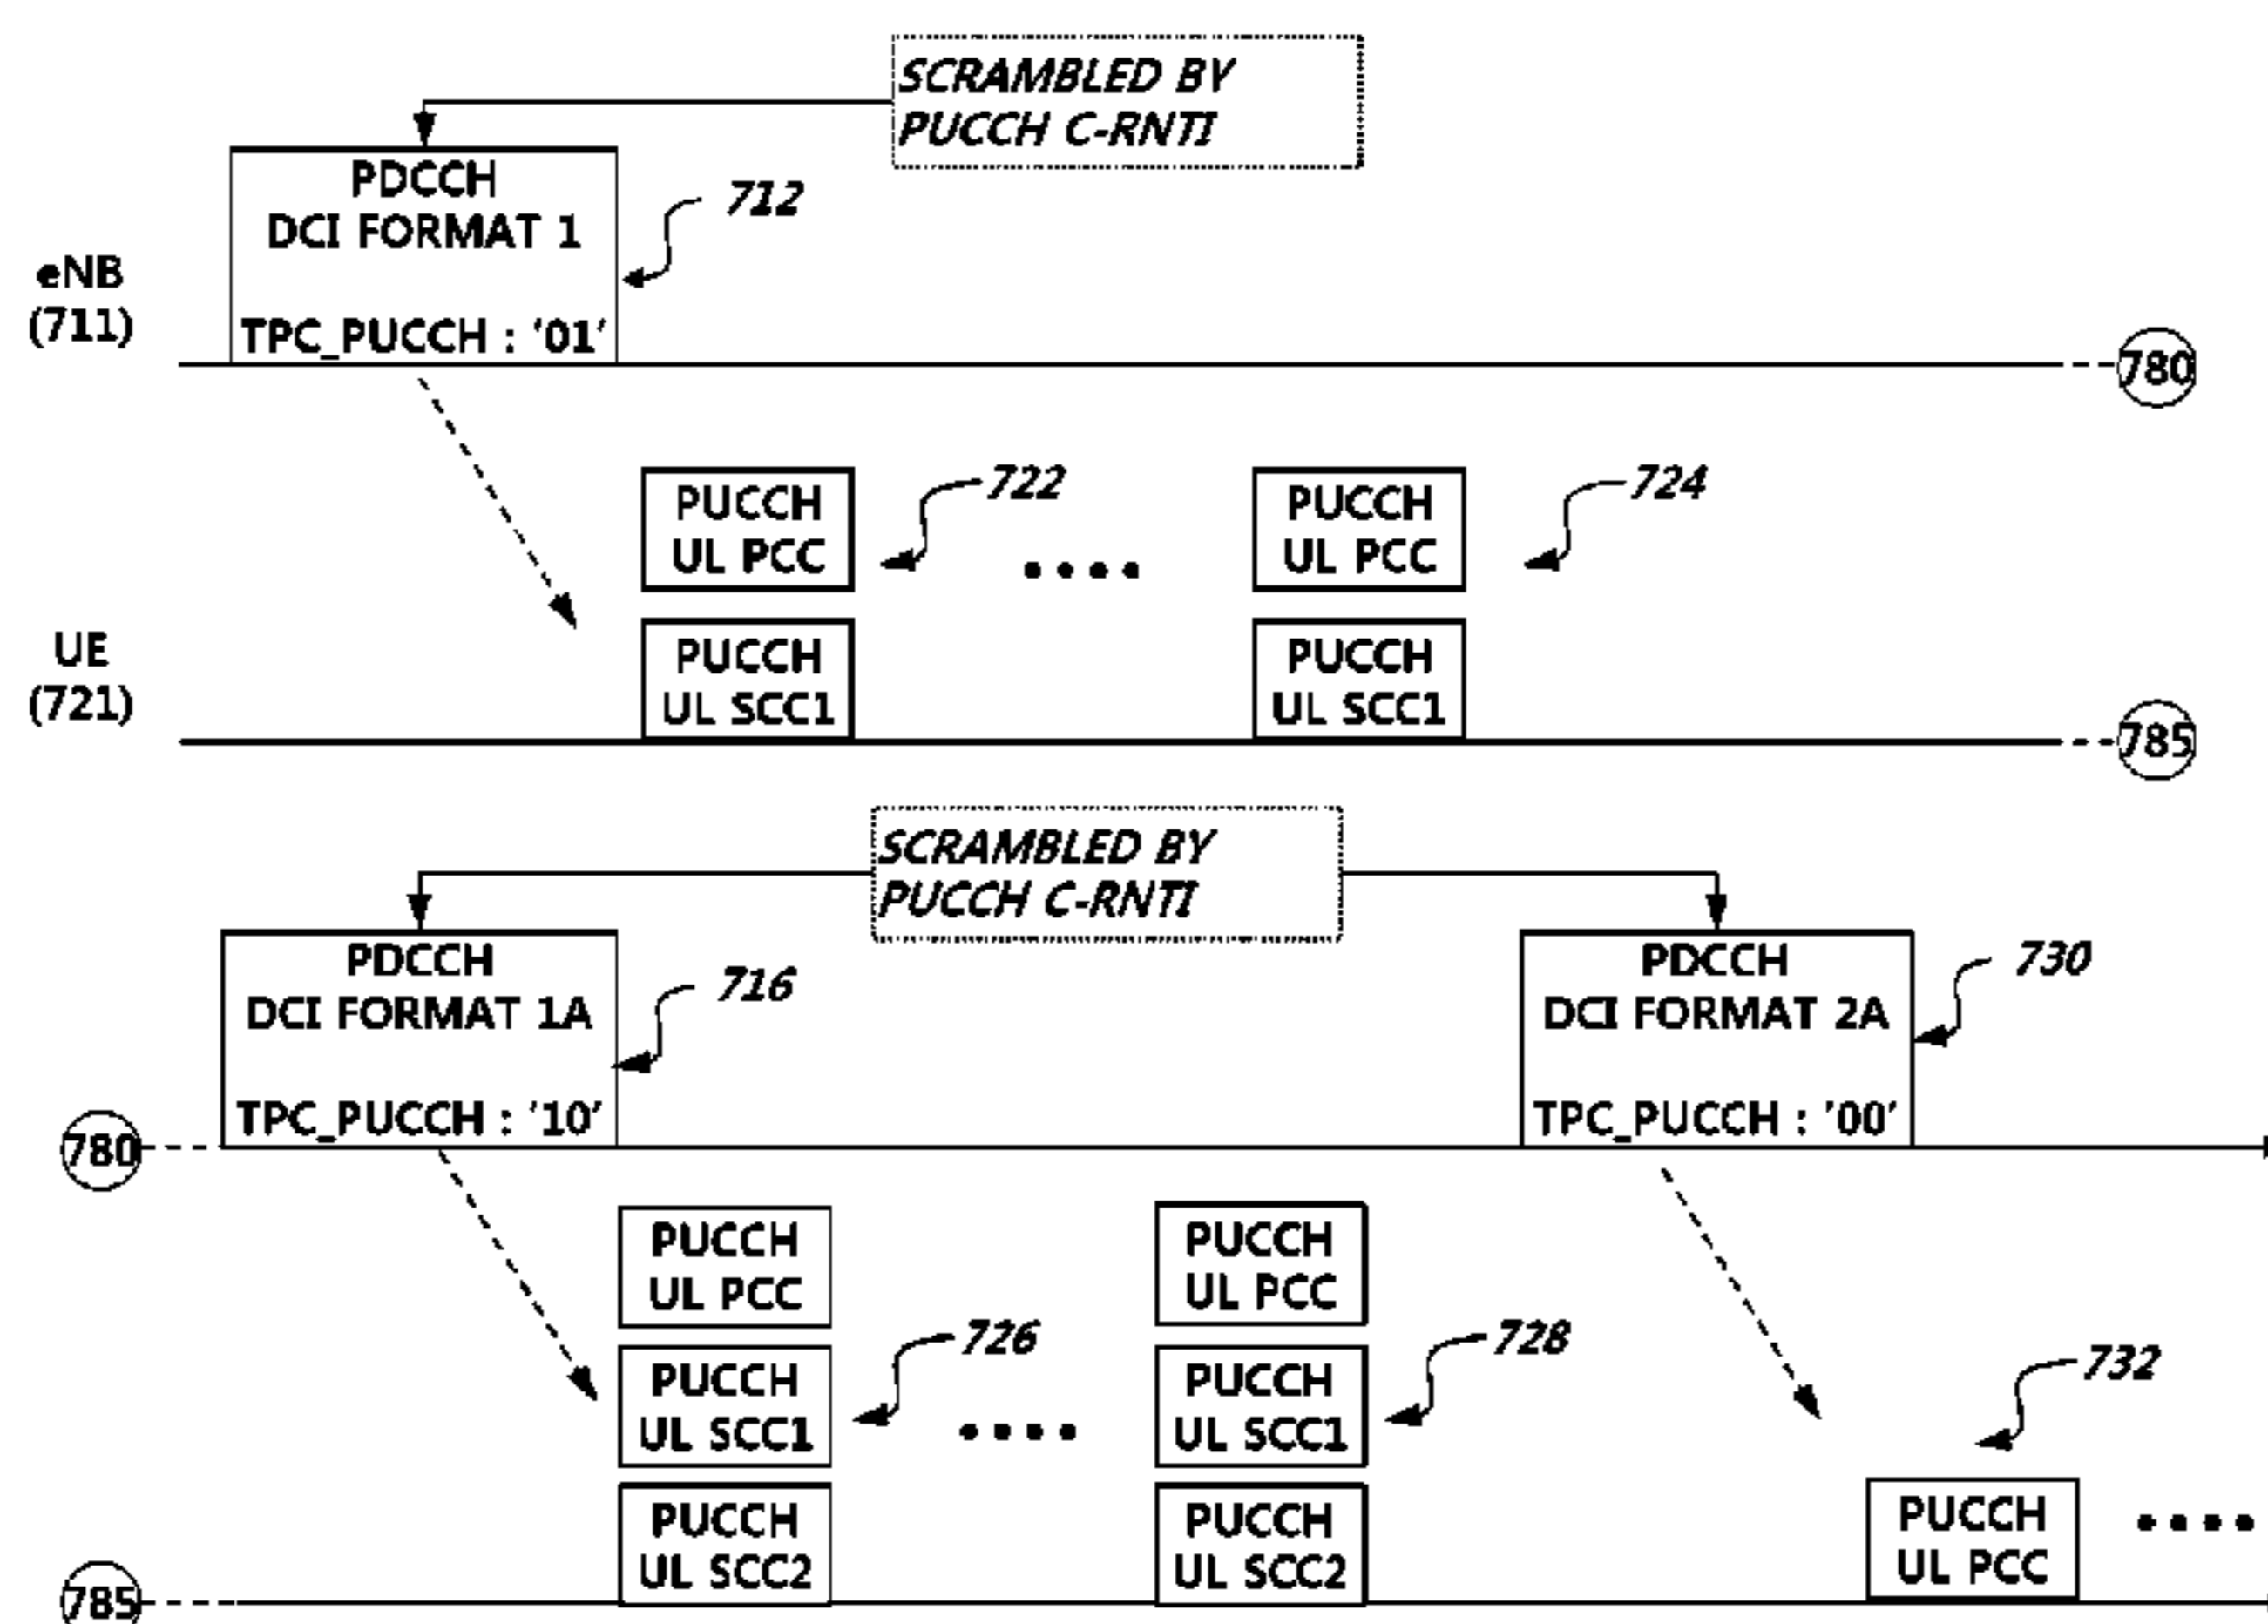 SCRAMBLED BY
PUCCH C-RNTI
PDCCH
DCI FORMAT 1
TPC_PUCCH : '01'
712
eNB
(711)
780
PUCCH
UL PCC
722
PUCCH
UL PCC
724
PUCCH
UL SCC1
PUCCH
UL SCC1
UE
(721)
785
SCRAMBLED BY
PUCCH C-RNTI
PDCCH
DCI FORMAT 1A
TPC_PUCCH : '10'
716
PDCCH
DCI FORMAT 2A
TPC_PUCCH : '00'
730
780
PUCCH
UL PCC
PUCCH
UL PCC
PUCCH
UL SCC1
726
PUCCH
UL SCC1
728
732
PUCCH
UL SCC2
PUCCH
UL SCC2
PUCCH
UL PCC
785